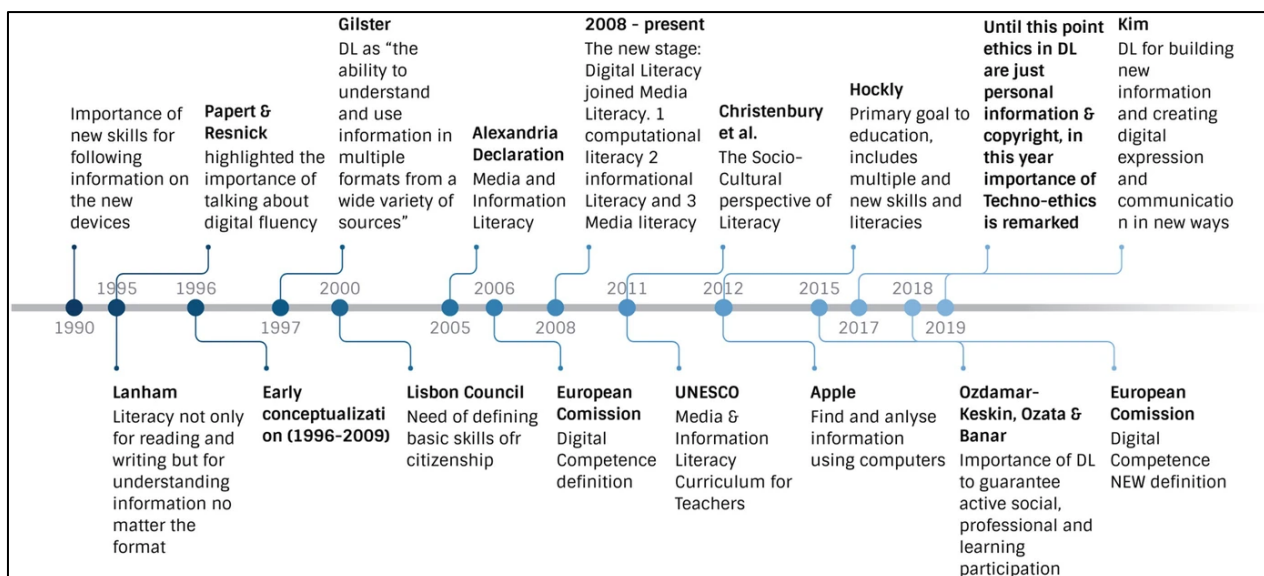 Importance of
new skills for
following
information on
the new
devices
Papert &
Resnick
highlighted the
importance of
talking about
digital fluency
Gilster
DL as “the
ability to
understand
and use
information in
multiple
formats from a
wide variety of
sources”
Alexandria
Declaration
Media and
Information
Literacy
2008 - present
The new stage:
Digital Literacy
joined Media
Literacy. 1
computational
literacy 2
informational
Literacy and 3
Media literacy
Christenbury
et al.
The Socio-
Cultural
perspective of
Literacy
Hockly
Primary goal to
education,
includes
multiple and
new skills and
literacies
Until this point
ethics in DL
are just
personal
information &
copyright, in
this year
importance of
Techno-ethics
is remarked
Kim
DL for building
new
information
and creating
digital
expression
and
communicatio
n in new ways
1990
1995
1996
1997
2000
2005
2006
2008
2011
2012
2015
2017
2018
2019
Lanham
Literacy not only
for reading and
writing but for
understanding
information no
matter the
format
Early
conceptualizati
on (1996-2009)
Lisbon Council
Need of defining
basic skills ofr
citizenship
European
Comission
Digital
Competence
definition
UNESCO
Media &
Information
Literacy
Curriculum for
Teachers
Apple
Find and anlyse
information
using computers
Ozdamar-
Keskin, Ozata &
Banar
Importance of DL
to guarantee
active social,
professional and
learning
participation
European
Comission
Digital
Competence
NEW definition